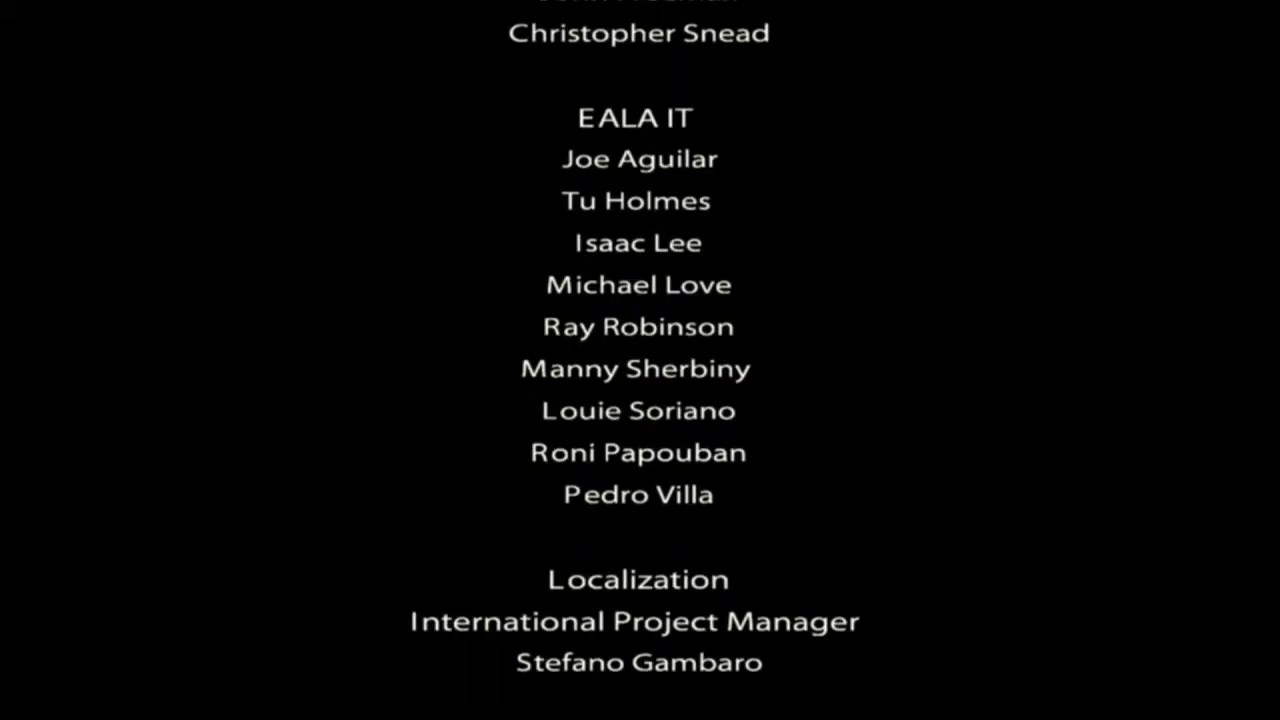 Christopher Snead
EALA IT
Joe Aguilar
Tu Holmes
Isaac Lee
Michael Love
Ray Robinson
Manny Sherbiny
Louie Soriano
Roni Papouban
Pedro Villa
Localization
International Project Manager
Stefano Gambaro